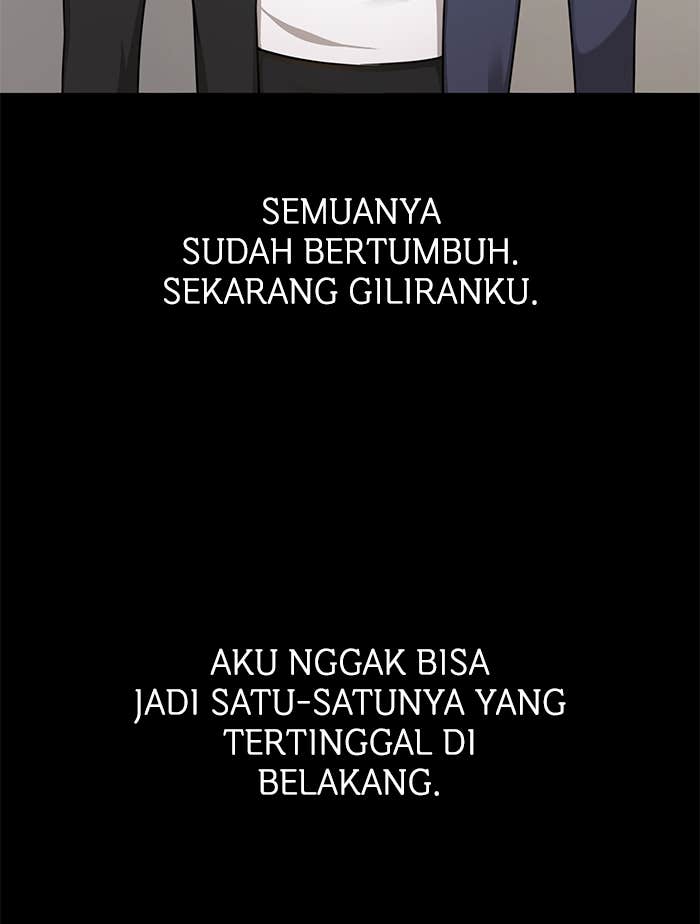 SEMUANYA
SUDAH BERTUMBUH.
SEKARANG GILIRANKU.
AKU NGGAK BISA
JADI SATU-SATUNYA YANG
TERTINGGAL DI
BELAKANG.